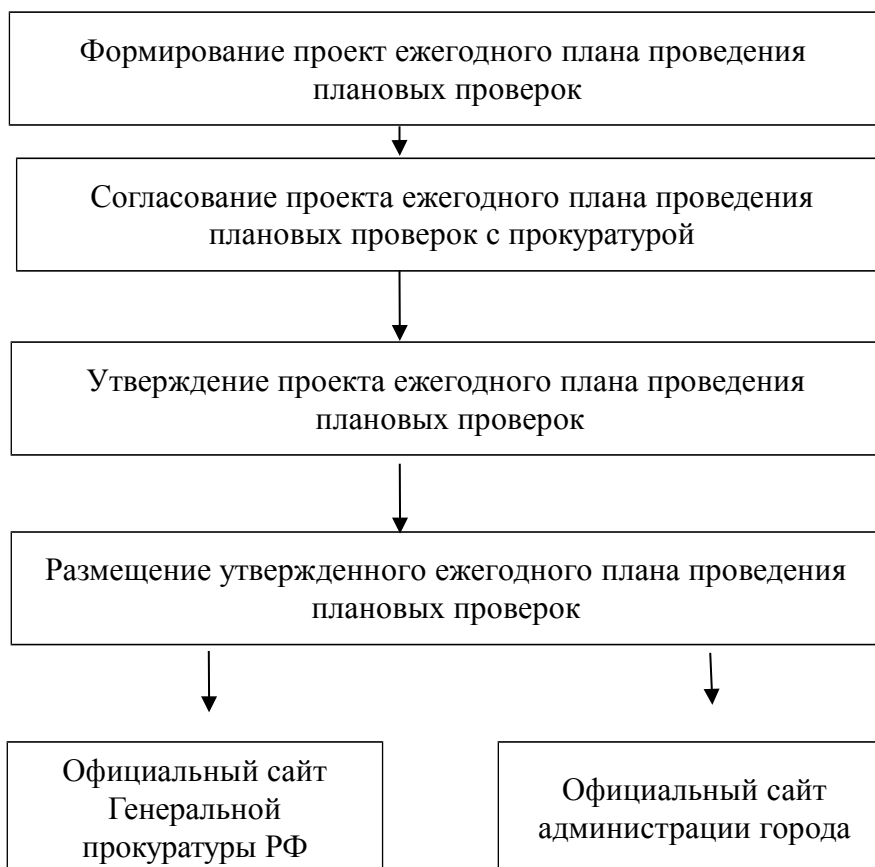 Формирование проект ежегодного плана проведения
плановых проверок
Согласование проекта ежегодного плана проведения
плановых проверок с прокуратурой
Утверждение проекта ежегодного плана проведения
плановых проверок
Размещение утвержденного ежегодного плана проведения
плановых проверок
Официальный сайт
Генеральной
прокуратуры РФ
Официальный сайт
администрации города